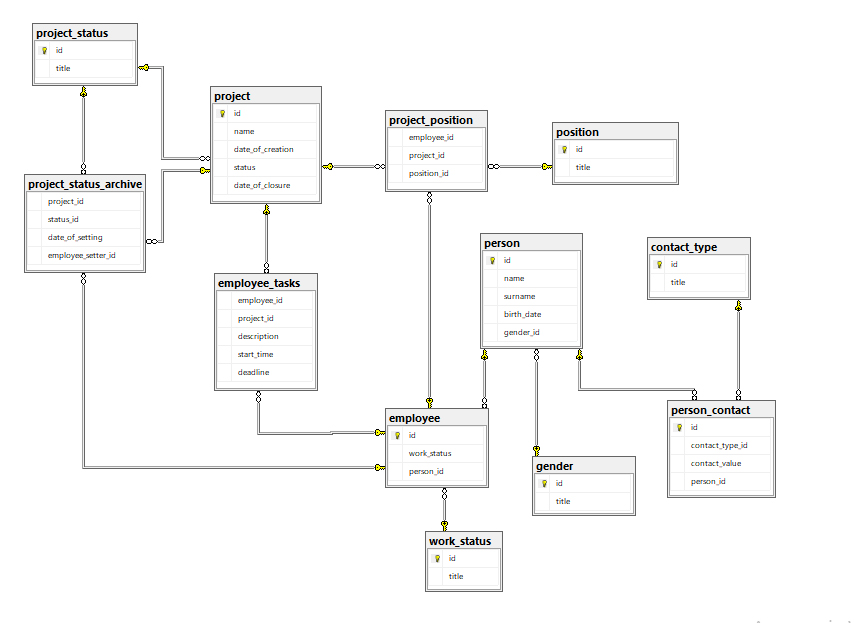 project_status
id
title
project
id
name
date_of_creation
status
date_of_closure
project_position
employee_id
project_id
position_id
position
id
title
project_status_archive
project_id
status_id
date_of_setting
employee_setter_id
person
id
name
surname
birth_date
gender_id
contact_type
id
title
employee_tasks
employee_id
project_id
description
start_time
deadline
employee
id
work_status
person_id
person_contact
id
contact_type_id
contact_value
person_id
gender
id
title
work_status
id
title